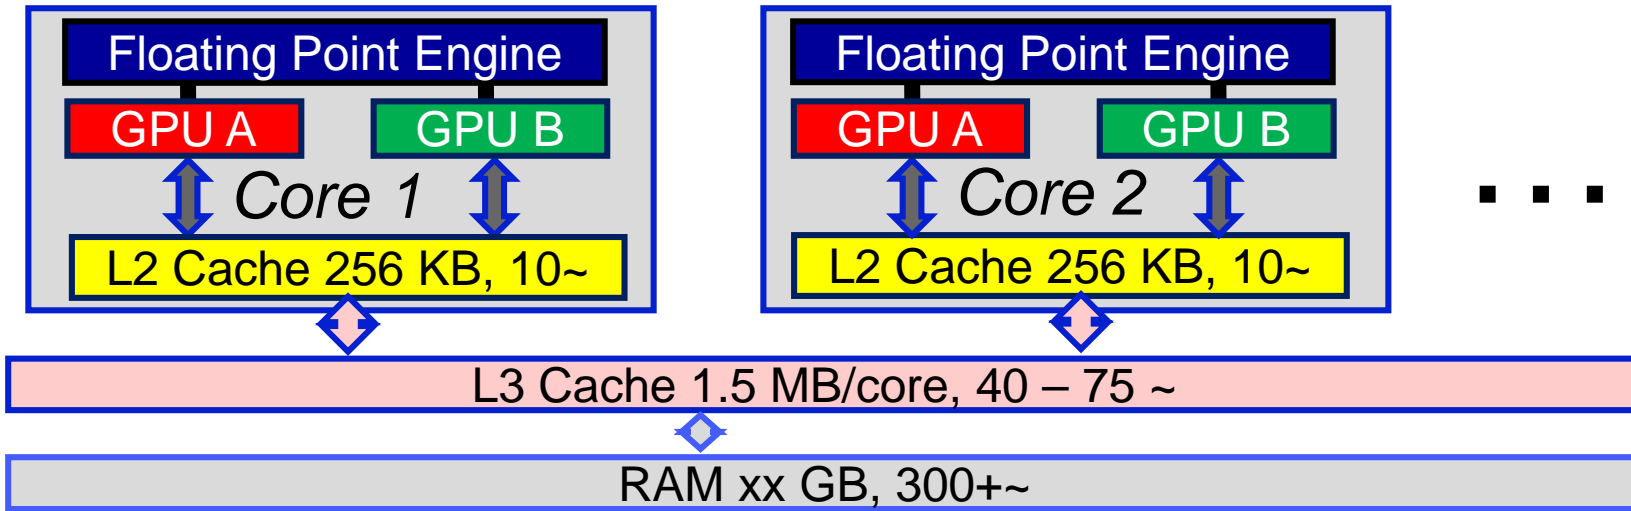 Floating Point Engine
GPU A
GPU B
Core 1
L2 Cache 256 KB, 10~
Floating Point Engine
GPU A
GPU B
Core 2
L2 Cache 256 KB, 10~
. . .
L3 Cache 1.5 MB/core, 40 – 75 ~
RAM xx GB, 300+~